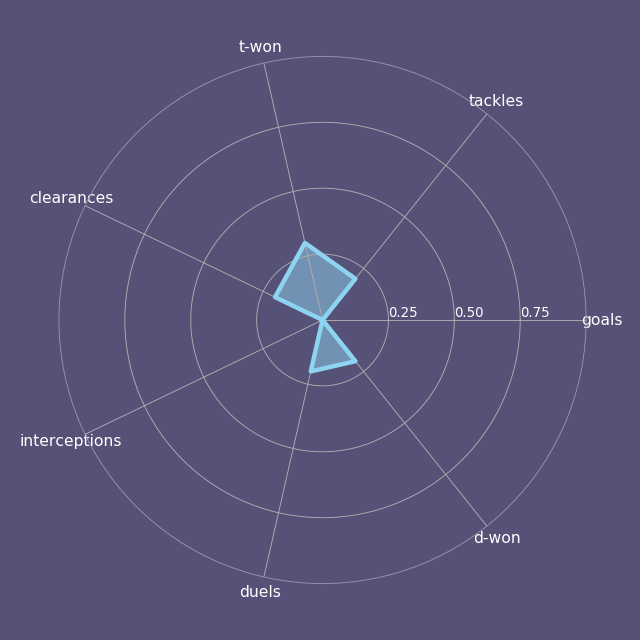 t-won
tackles
clearances
0.25 0.50 0.75 goals
interceptions
d-won
duels